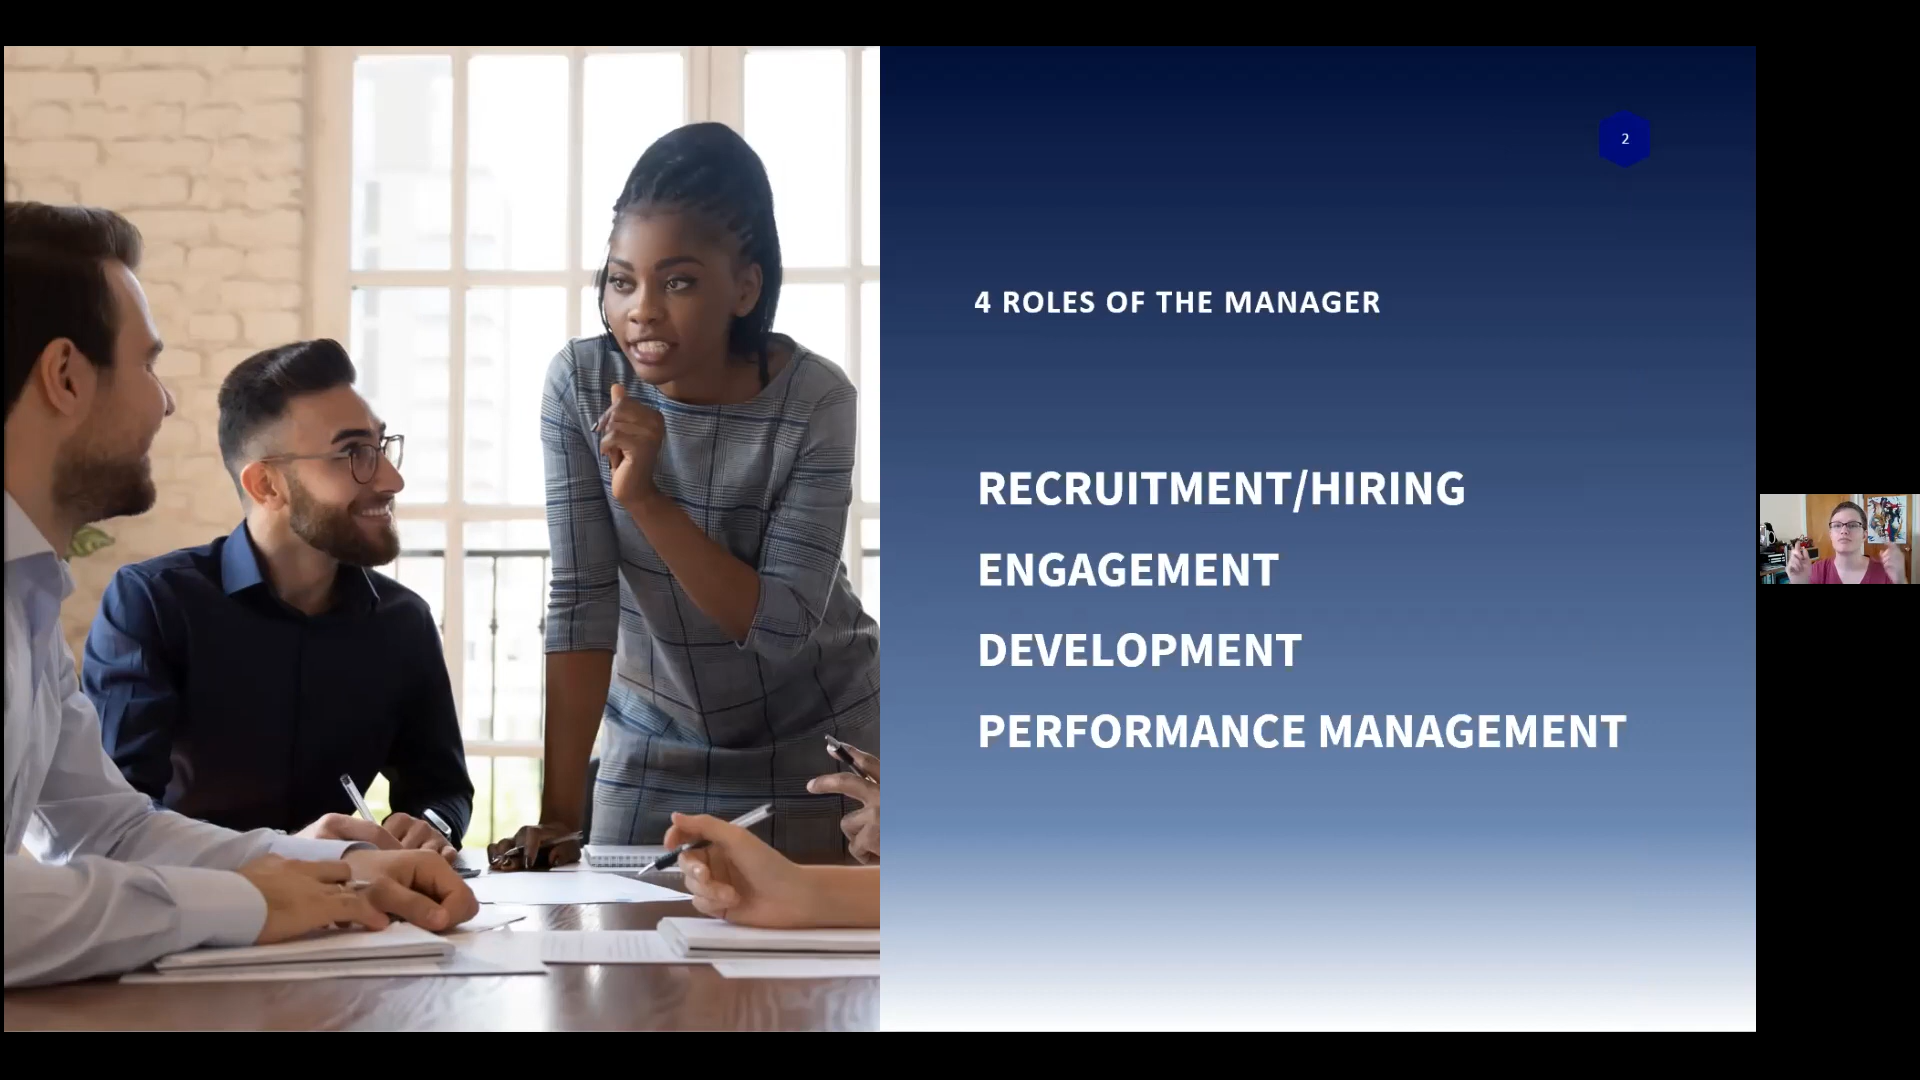 2
4 ROLES OF THE MANAGER
RECRUITMENT/HIRING
ENGAGEMENT
DEVELOPMENT
PERFORMANCE MANAGEMENT